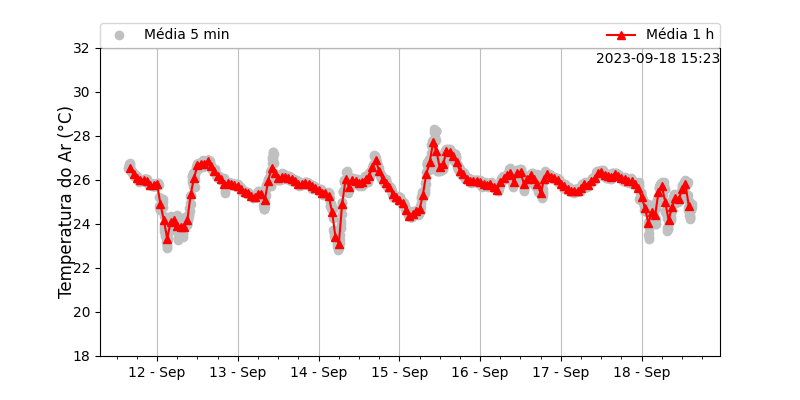 Média 5 min
Média 1 h
2023-09-18 15:23
Temperatura do Ar (°C)
32
30
28
26
24
22
20
18
12 - Sep
13 - Sep
14 - Sep
15 - Sep
16 - Sep
17 - Sep
18 - Sep